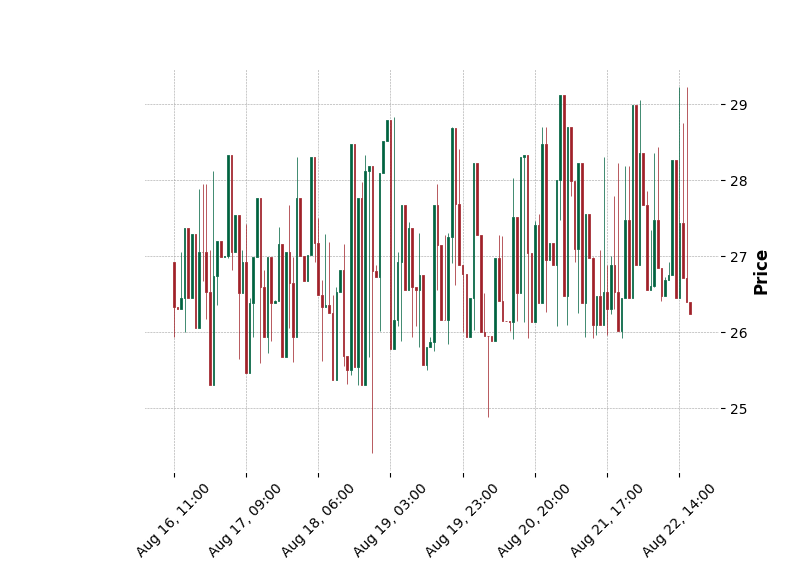 29
28
27
26
25
Price
Aug 16, 11:00
Aug 17, 09:00
Aug 18, 06:00
Aug 19, 03:00
Aug 19, 23:00
Aug 20, 20:00
Aug 21, 17:00
Aug 22, 14:00